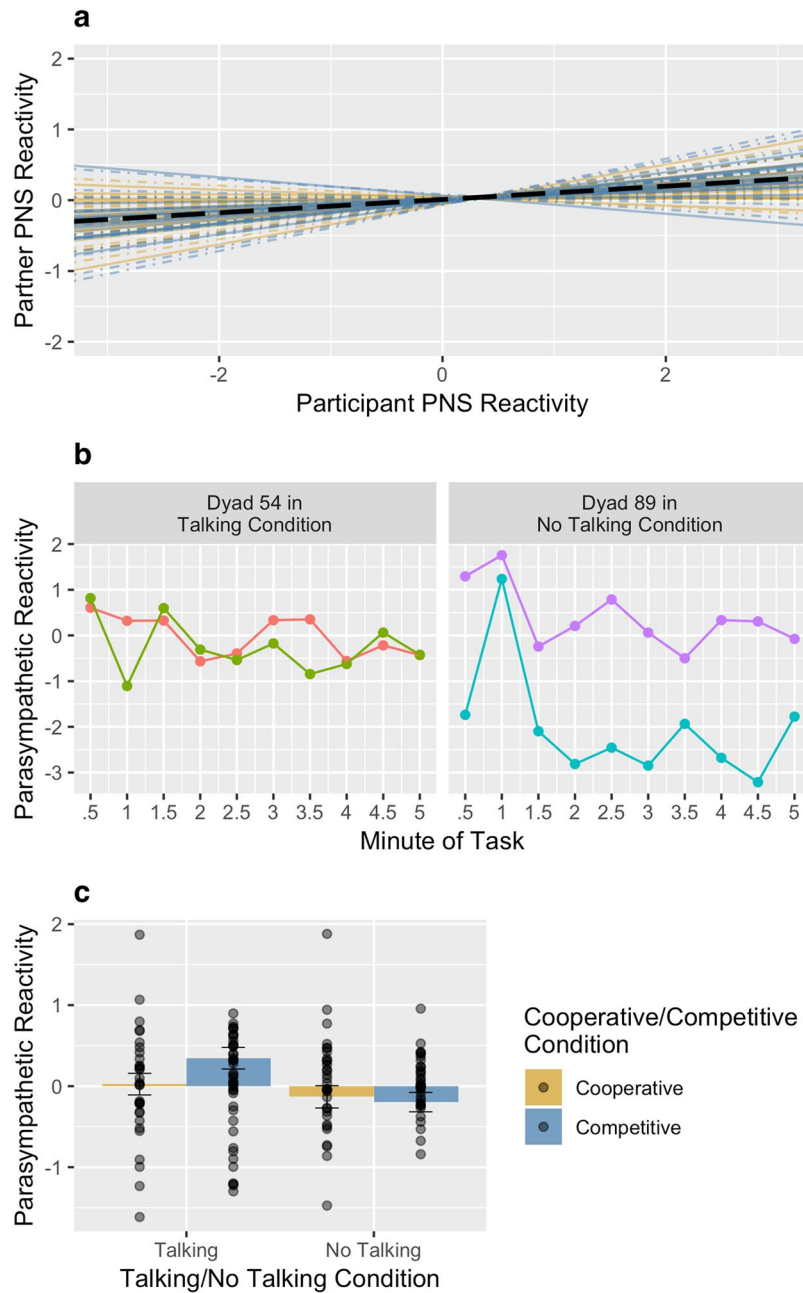 a
Partner PNS Reactivity
2
1
0
-1
-2
-2 0 2
Participant PNS Reactivity
b
Dyad 54 in
Talking Condition
Dyad 89 in
No Talking Condition
Parasympathetic Reactivity
2
1
0
-1
-2
-3
.5 1 1.5 2 2.5 3 3.5 4 4.5 5
.5 1 1.5 2 2.5 3 3.5 4 4.5 5
Minute of Task
c
Parasympathetic Reactivity
2
1
0
-1
Talking No Talking
Talking/No Talking Condition
Cooperative/Competitive
Condition
Cooperative
Competitive